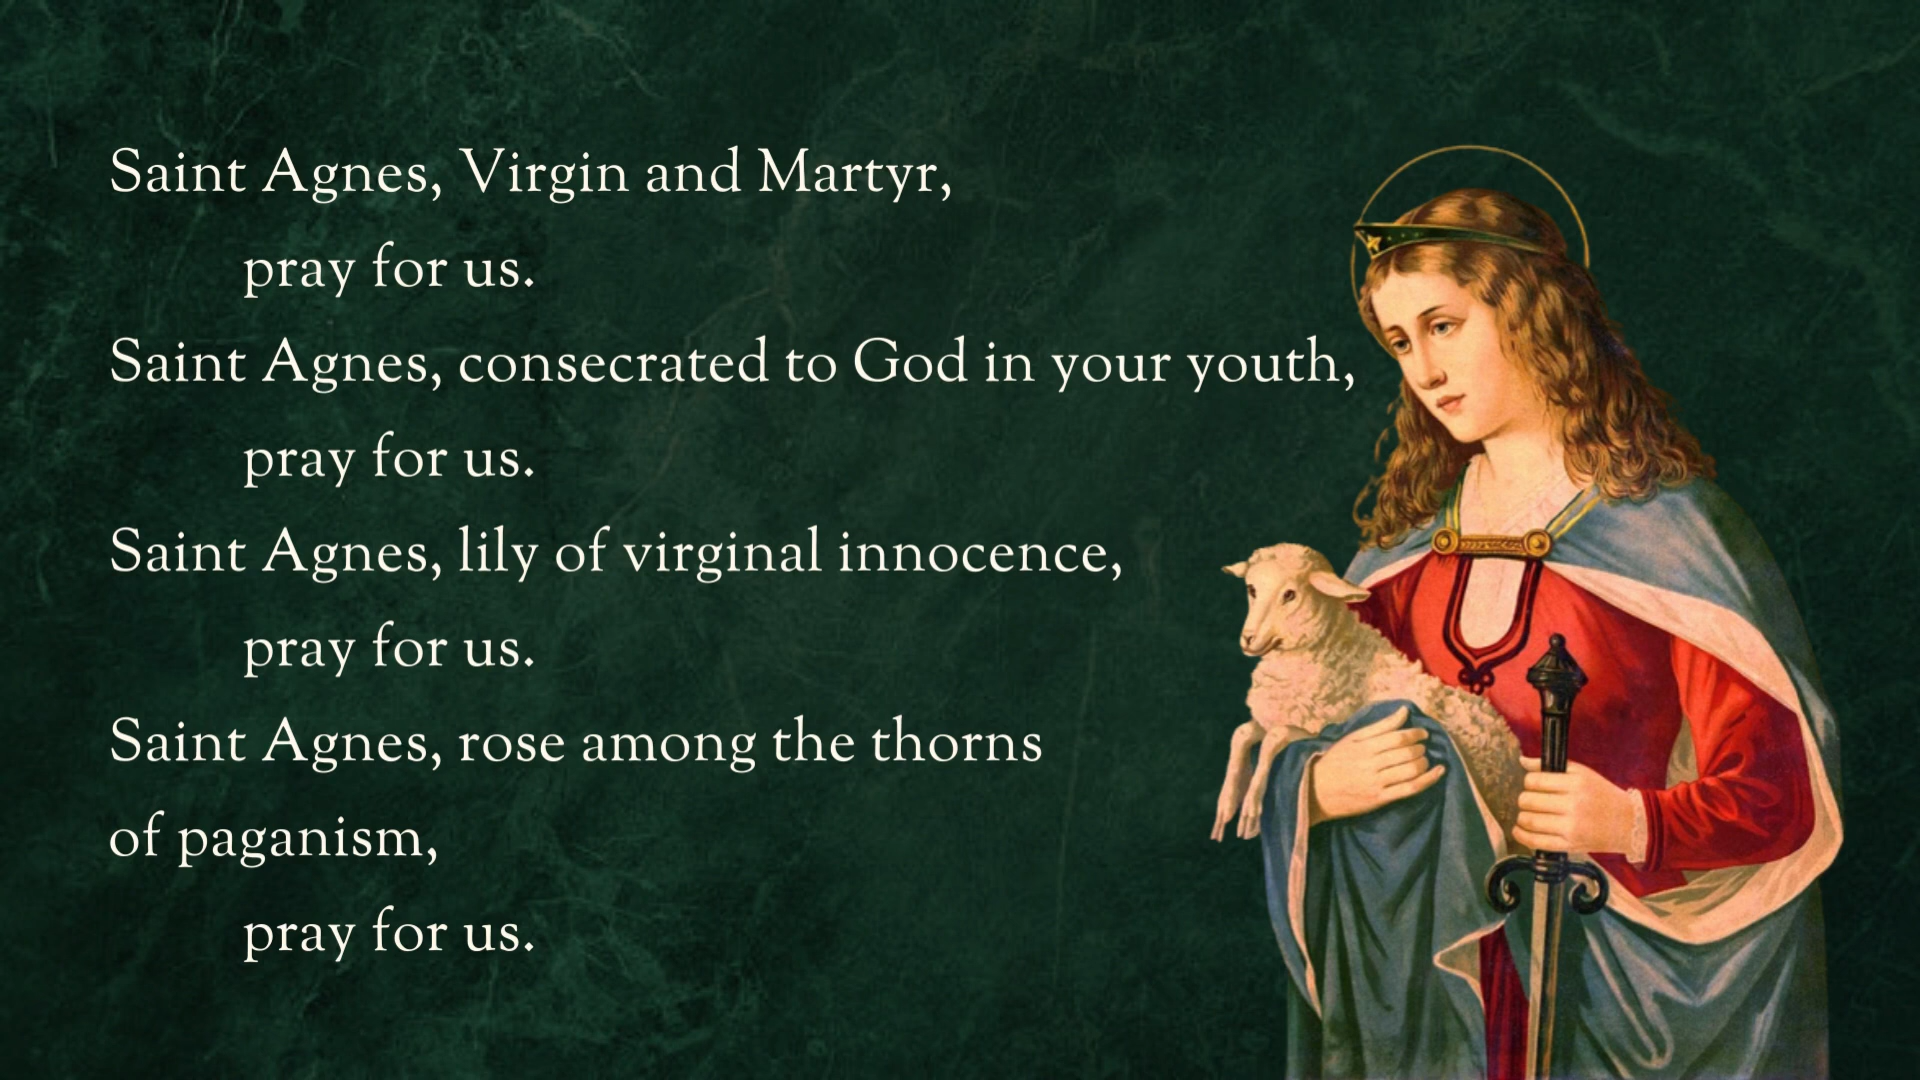 Saint Agnes, Virgin and Martyr,
pray for us.
Saint Agnes, consecrated to God in your youth,
pray for us.
Saint Agnes, lily of virginal innocence,
pray for us.
Saint Agnes, rose among the thorns
of paganism,
pray for us.